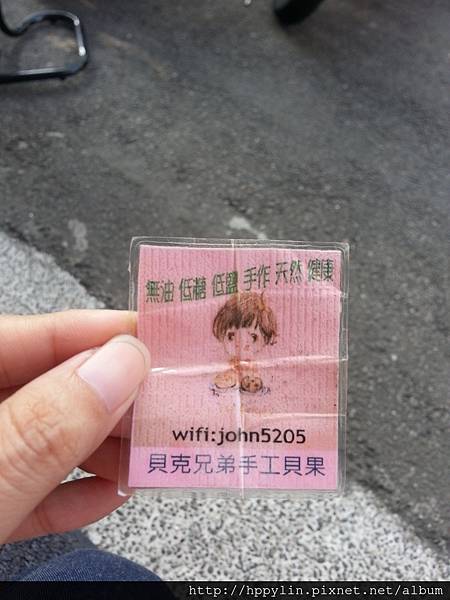 無油 低糖 低鹽 手作 天然 健康
wifi:john5205
貝克兄弟手工貝果
http://hppylin.pixnet.net/album